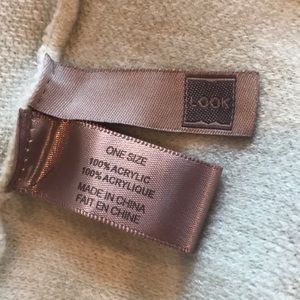 LOOK
ONE SIZE
100% ACRYLIC
100% ACRYLIQUE
MADE IN CHINA
FAIT EN CHINE